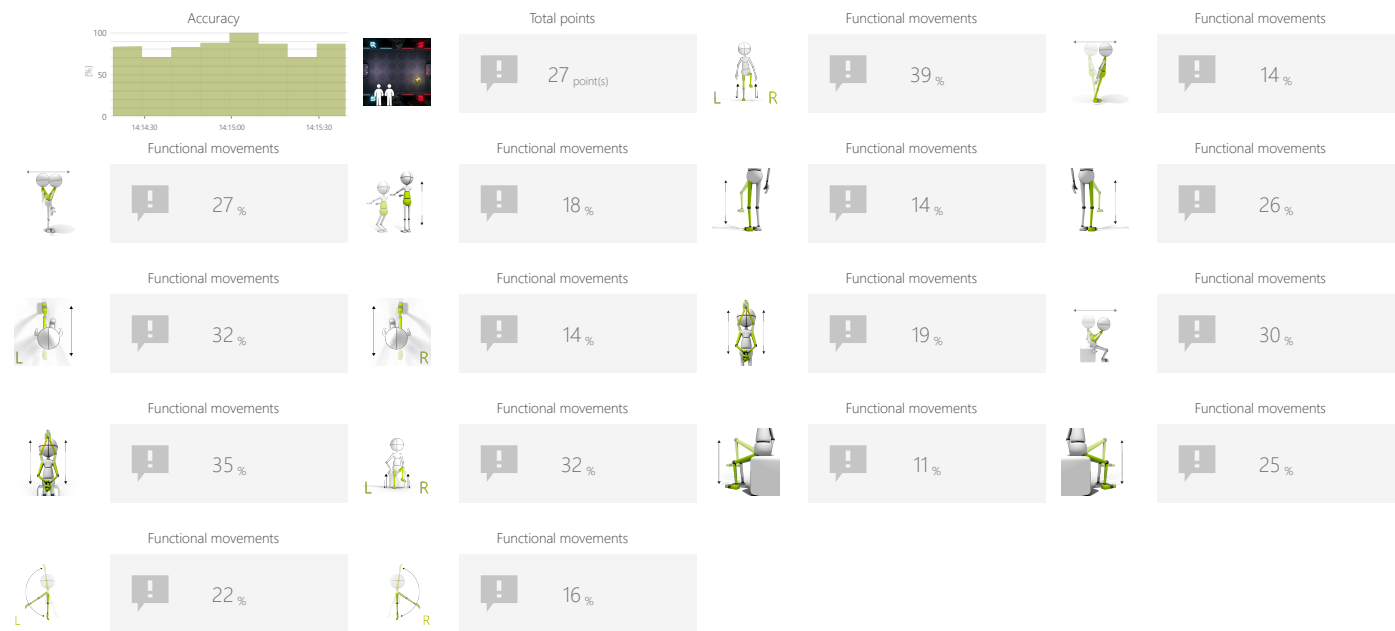 Accuracy
Total points
Functional movements
Functional movements
100
[%]
50
0
14:14:30
14:15:00
14:15:30
27 point(s)
L
R
39 %
14 %
Functional movements
Functional movements
Functional movements
Functional movements
27 %
18 %
14 %
26 %
Functional movements
Functional movements
Functional movements
Functional movements
L
32 %
R
14 %
19 %
30 %
Functional movements
Functional movements
Functional movements
Functional movements
35 %
L
R
32 %
11 %
25 %
Functional movements
Functional movements
L
22 %
R
16 %